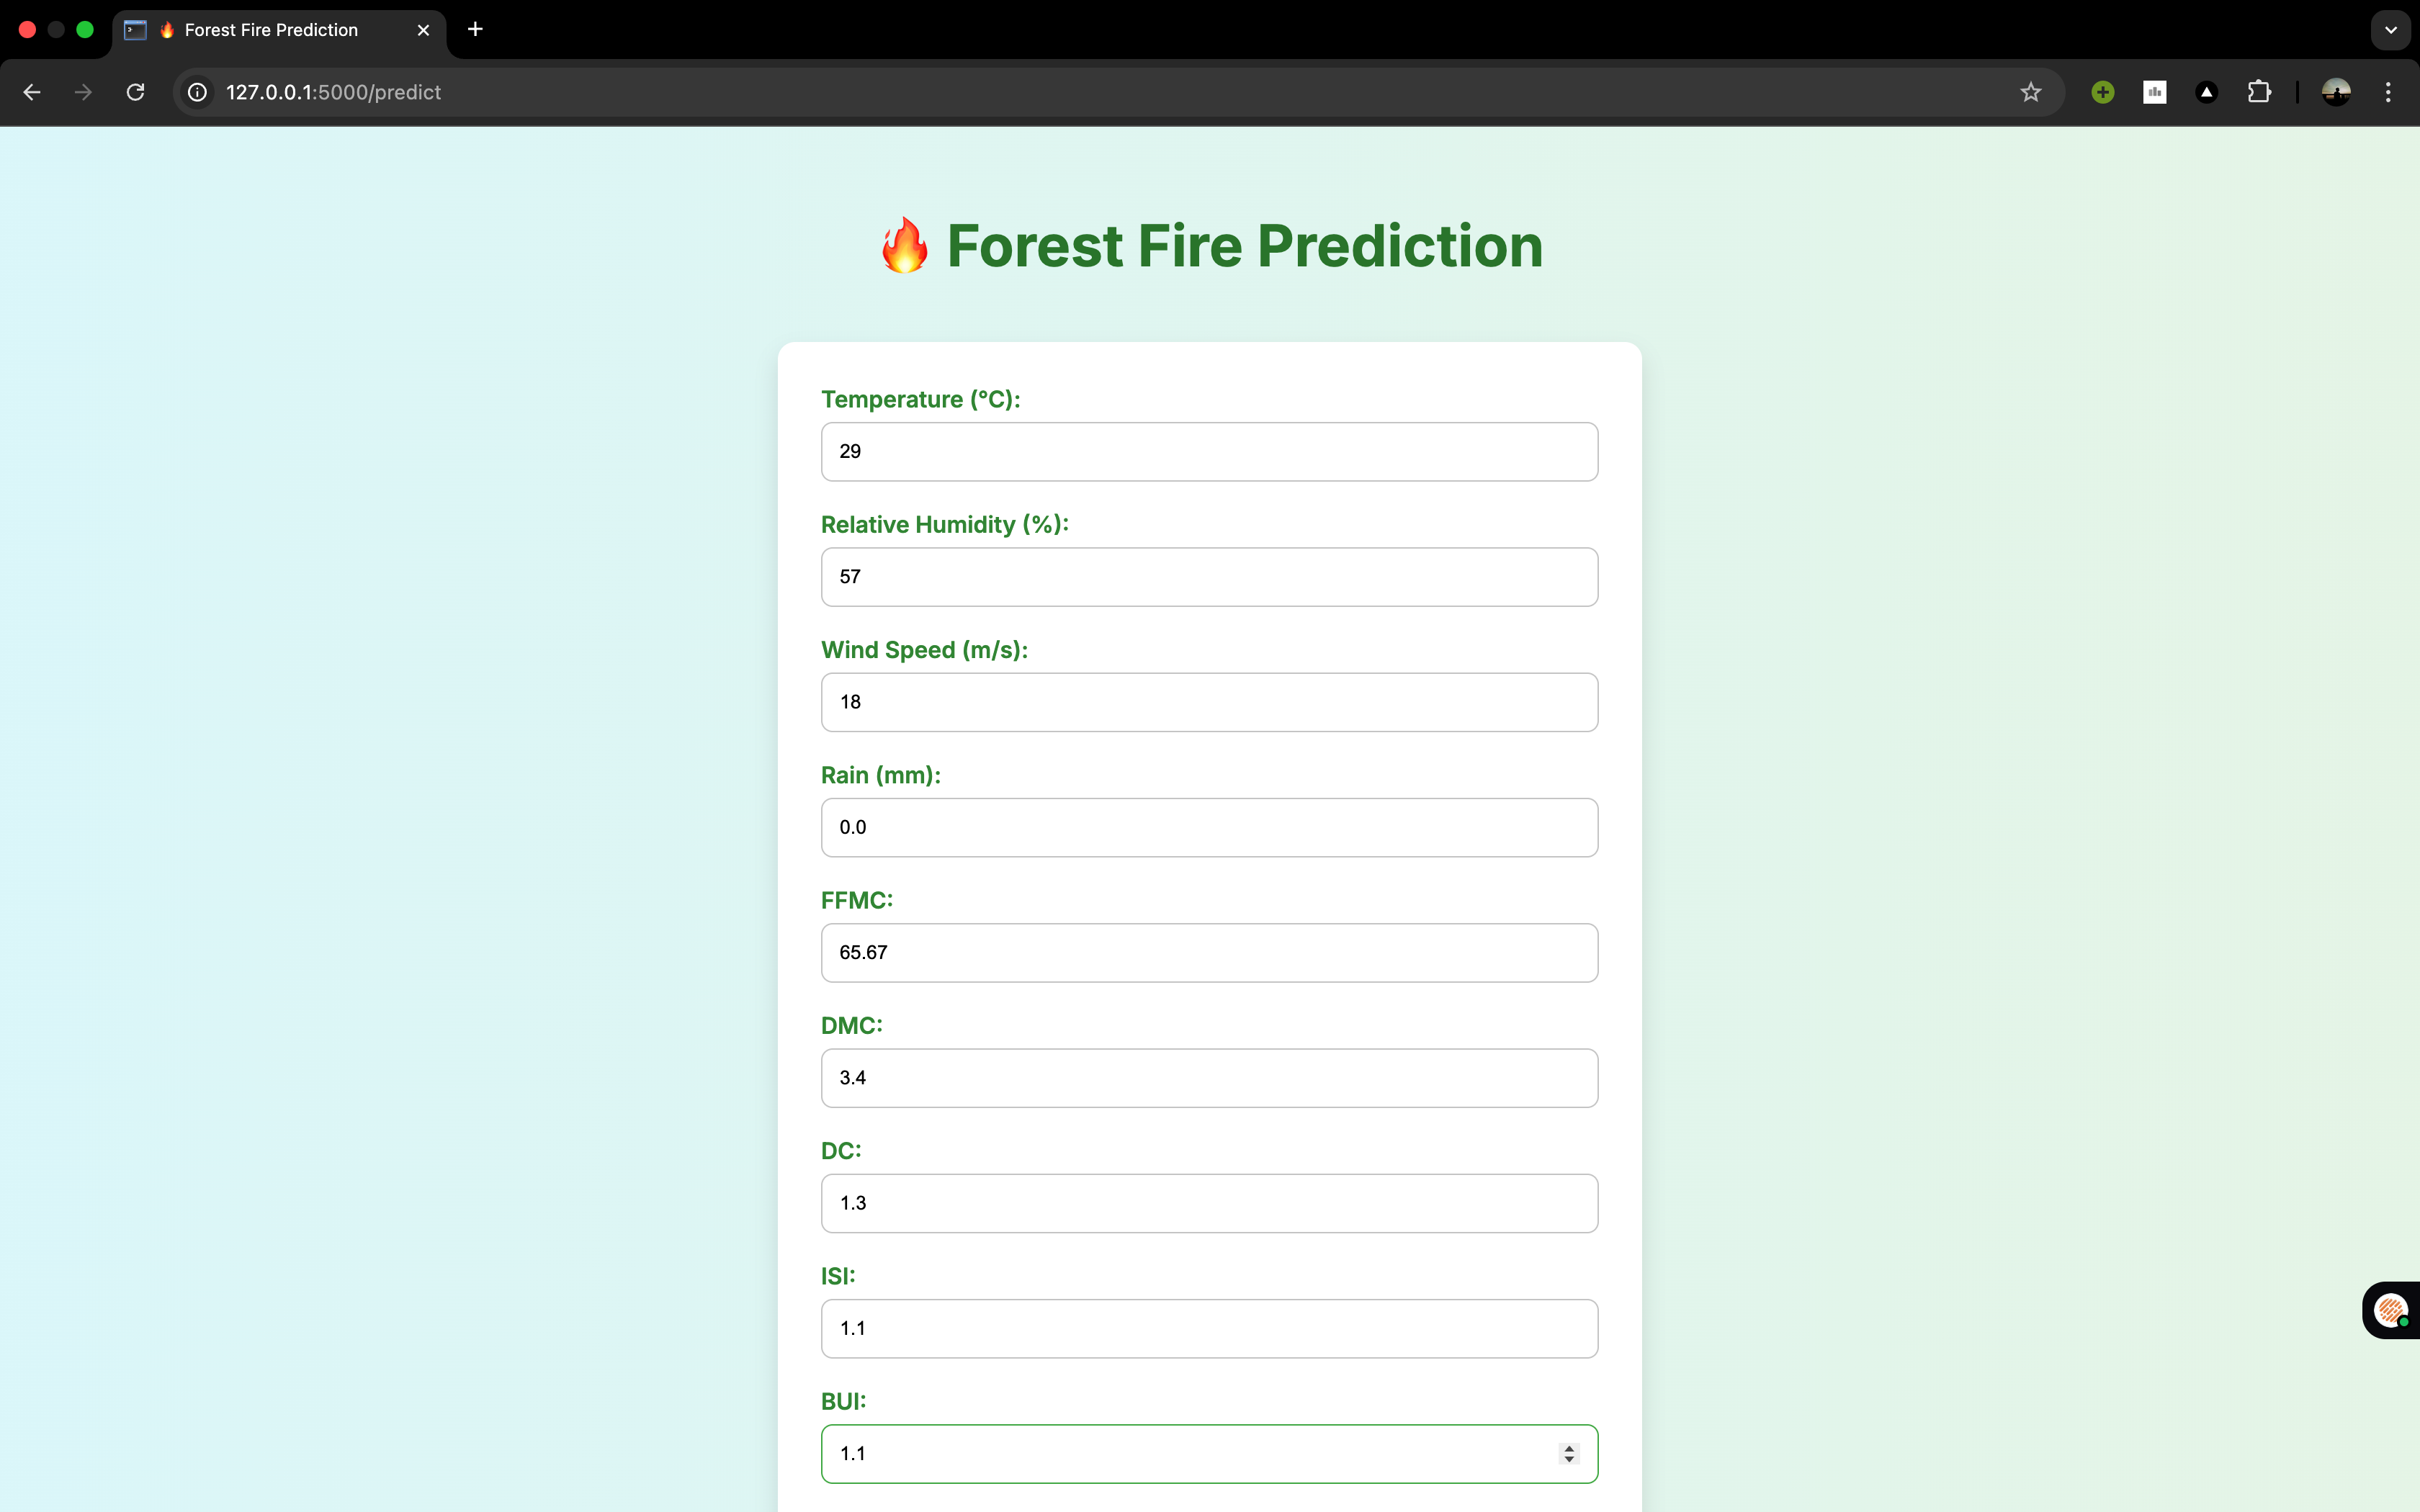 🔥 Forest Fire Prediction
127.0.0.1:5000/predict
🔥 Forest Fire Prediction
Temperature (°C):
29
Relative Humidity (%):
57
Wind Speed (m/s):
18
Rain (mm):
0.0
FFMC:
65.67
DMC:
3.4
DC:
1.3
ISI:
1.1
BUI:
1.1